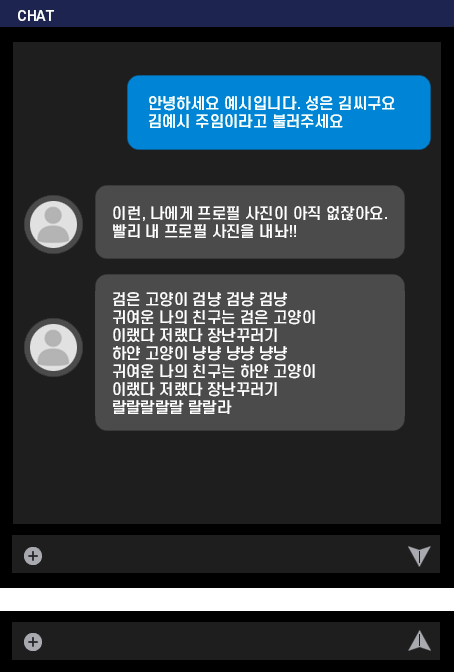 CHAT
안녕하세요 예시입니다. 성은 김씨구요
김예시 주임이라고 불러주세요
이런, 나에게 프로필 사진이 아직 없잖아요.
빨리 내 프로필 사진을 내놔!!
검은 고양이 검냥 검냥 검냥
귀여운 나의 친구는 검은 고양이
이랬다 저랬다 장난꾸러기
하얀 고양이 냥냥 냥냥 냥냥
귀여운 나의 친구는 하얀 고양이
이랬다 저랬다 장난꾸러기
랄랄랄랄랄 랄랄라